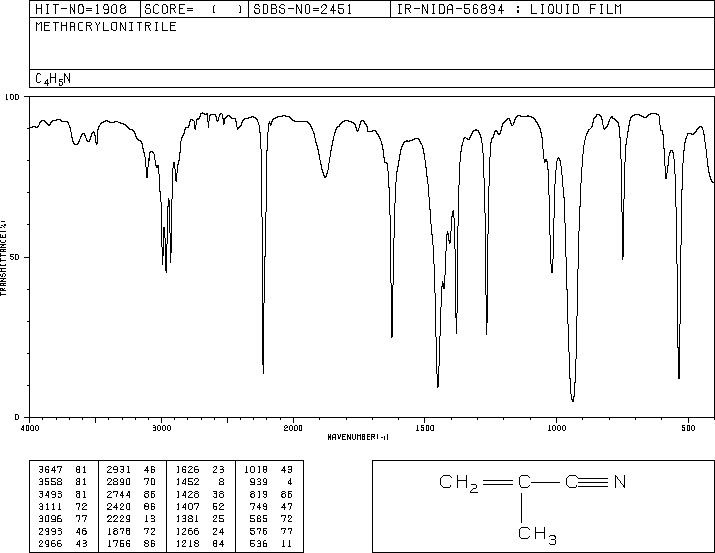 HIT-NO=1908 SCORE= ( ) SDBS-NO=2451 IR-NIDA-56894 : LIQUID FILM
METHACRYLONITRILE
C4H5N
100
TRANSMITTANCE(%)
50
0
4000 3000 2000 1500 1000 500
WAVENUMBER(-1)
3647 81 2931 46 1626 23 1018 43
3558 81 2890 70 1452 8 939 4
3493 81 2744 86 1428 38 819 86
3111 72 2420 86 1407 52 749 47
3096 77 2229 13 1381 25 585 72
2993 46 1878 72 1266 24 576 77
2966 43 1756 86 1218 84 536 11
CH2 C C N
CH3